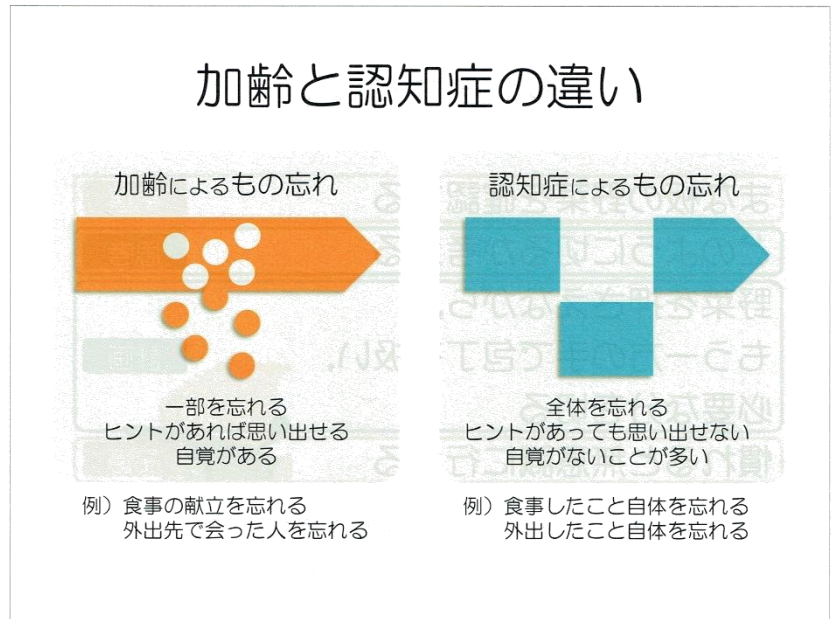 加齢と認知症の違い
加齢によるもの忘れ
一部を忘れる
ヒントがあれば思い出せる
自覚がある
例）食事の献立を忘れる
外出先で会った人を忘れる
認知症によるもの忘れ
全体を忘れる
ヒントがあっても思い出せない
自覚がないことが多い
例）食事したこと自体を忘れる
外出したこと自体を忘れる